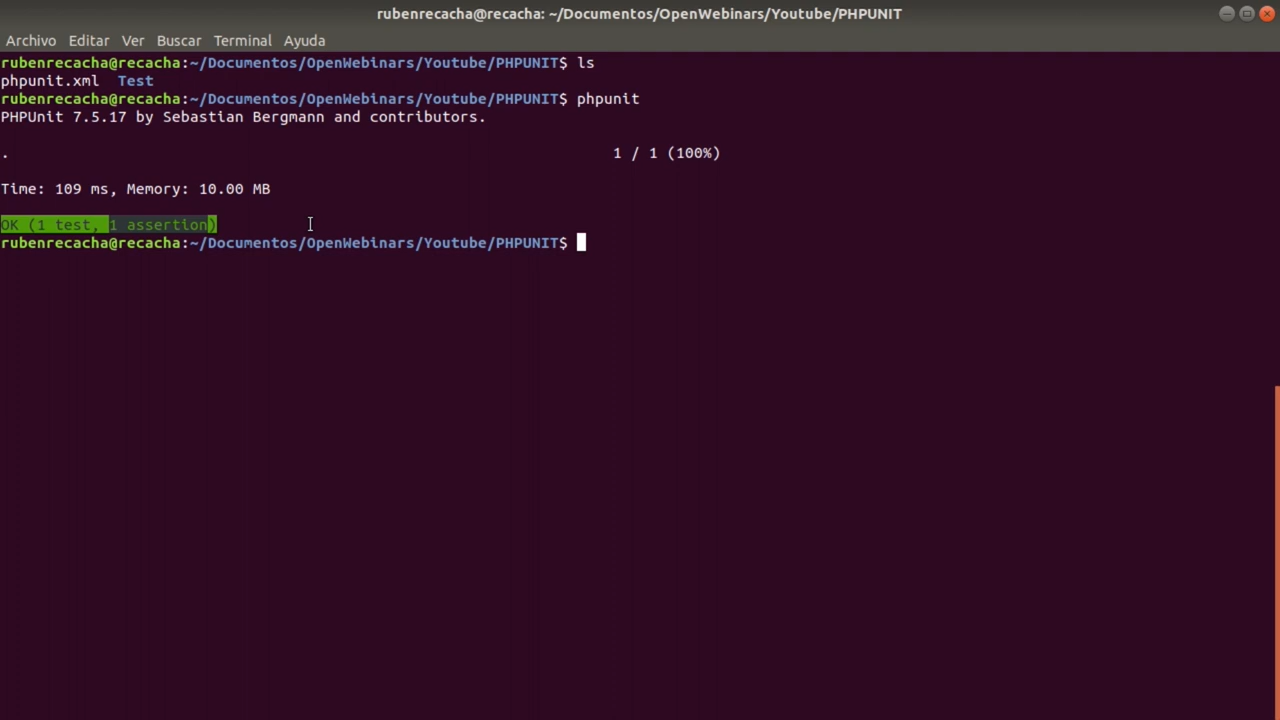 rubenrecacha@recacha: ~/Documentos/OpenWebinars/Youtube/PHPUNIT
Archivo Editar Ver Buscar Terminal Ayuda
rubenrecacha@recacha:~/Documentos/OpenWebinars/Youtube/PHPUNIT$ ls
phpunit.xml Test
rubenrecacha@recacha:~/Documentos/OpenWebinars/Youtube/PHPUNIT$ phpunit
PHPUnit 7.5.17 by Sebastian Bergmann and contributors.
. 1 / 1 (100%)
Time: 109 ms, Memory: 10.00 MB
OK (1 test, 1 assertion)
rubenrecacha@recacha:~/Documentos/OpenWebinars/Youtube/PHPUNIT$